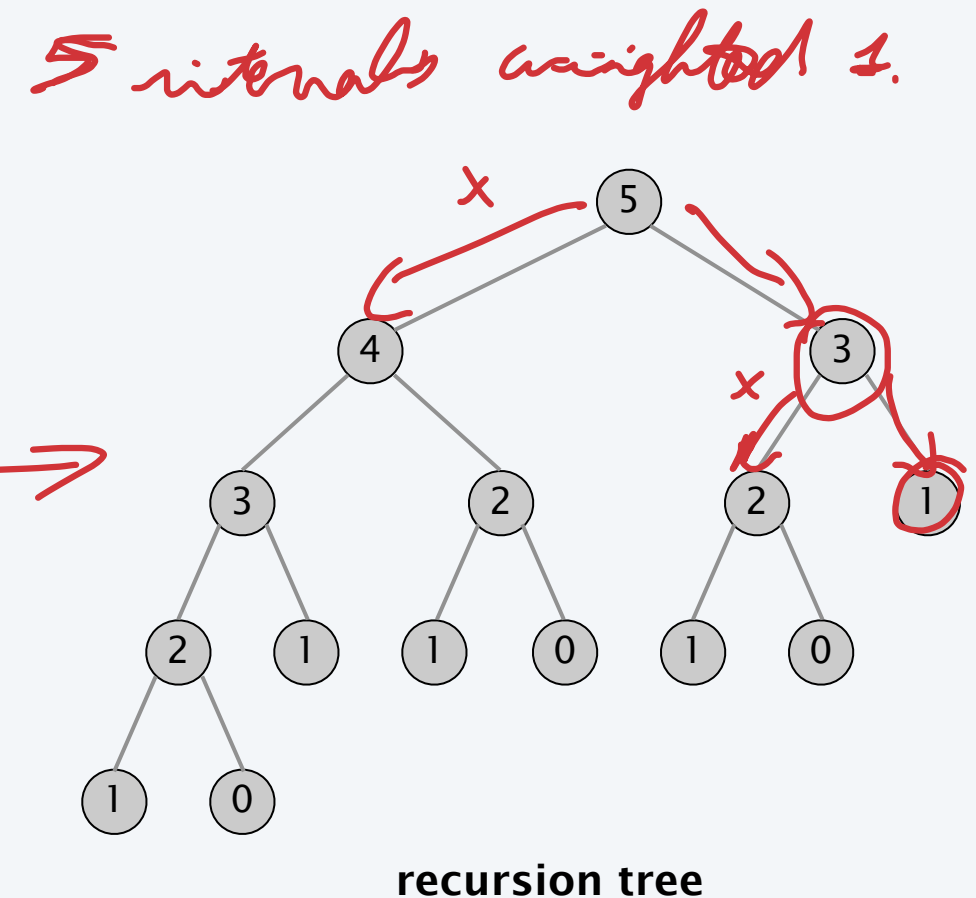 5 intervals weighted 1.
X
5
4 3
X
3 2 2 1
2 1 1 0 1 0
1 0
recursion tree